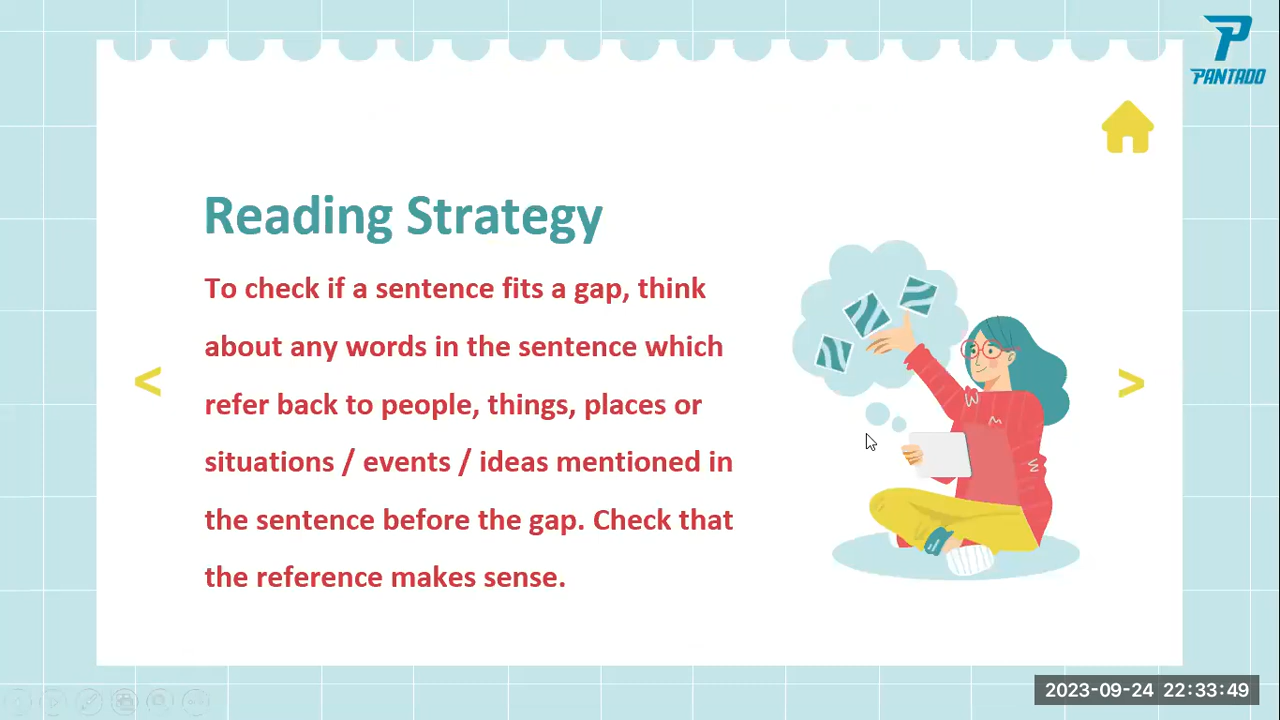 PANTADO
Reading Strategy
To check if a sentence fits a gap, think
about any words in the sentence which
refer back to people, things, places or
situations / events / ideas mentioned in
the sentence before the gap. Check that
the reference makes sense.
<
>
2023-09-24 22:33:49